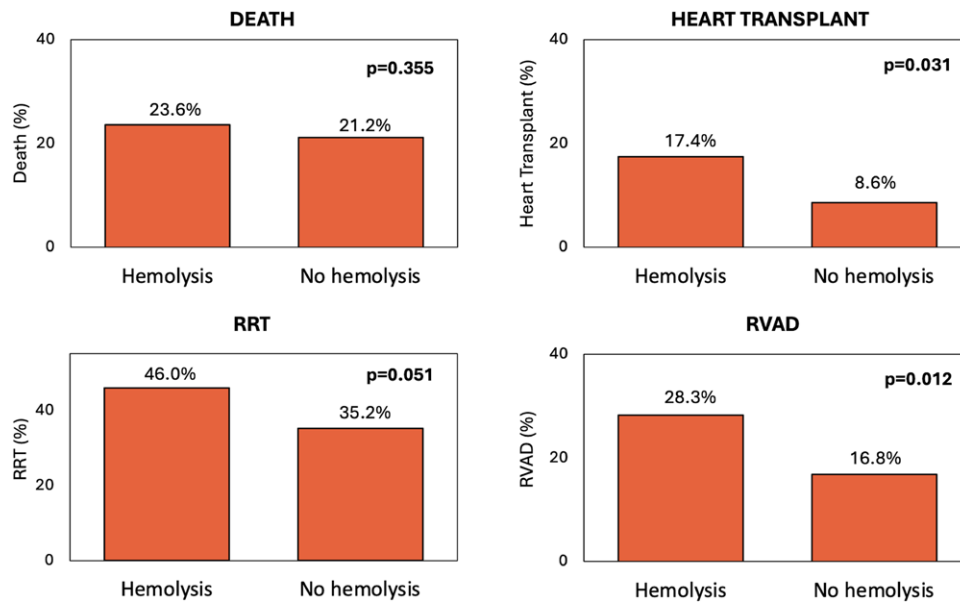 DEATH
40
p=0.355
23.6%
21.2%
Death (%)
20
0
Hemolysis No hemolysis
HEART TRANSPLANT
40
p=0.031
17.4%
8.6%
Heart Transplant (%)
20
0
Hemolysis No hemolysis
RRT
46.0%
p=0.051
40
35.2%
RRT (%)
20
0
Hemolysis No hemolysis
RVAD
40
p=0.012
28.3%
16.8%
RVAD (%)
20
0
Hemolysis No hemolysis